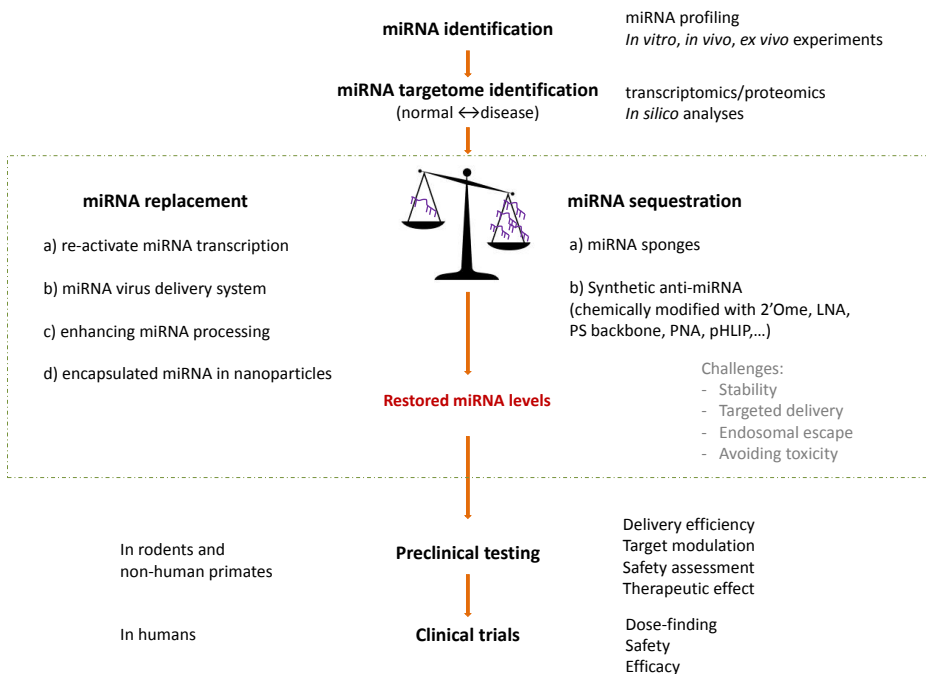 miRNA identification
miRNA profiling
In vitro, in vivo, ex vivo experiments
miRNA targetome identification
(normal ↔disease)
transcriptomics/proteomics
In silico analyses
miRNA replacement
a) re-activate miRNA transcription
b) miRNA virus delivery system
c) enhancing miRNA processing
d) encapsulated miRNA in nanoparticles
miRNA sequestration
a) miRNA sponges
b) Synthetic anti-miRNA
(chemically modified with 2’Ome, LNA,
PS backbone, PNA, pHLIP,…)
Challenges:
- Stability
- Targeted delivery
- Endosomal escape
- Avoiding toxicity
Restored miRNA levels
In rodents and
non-human primates
Preclinical testing
Delivery efficiency
Target modulation
Safety assessment
Therapeutic effect
In humans
Clinical trials
Dose-finding
Safety
Efficacy